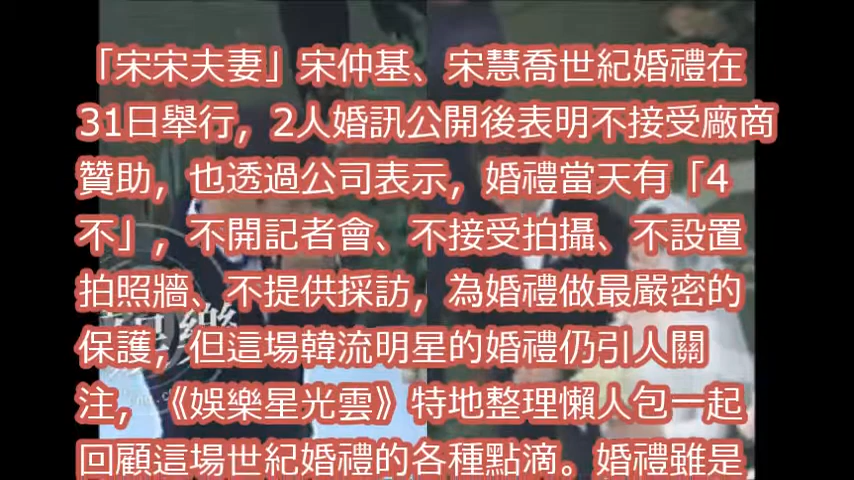 「宋宋夫妻」宋仲基、宋慧喬世紀婚禮在
31日舉行，2人婚訊公開後表明不接受廠商
贊助，也透過公司表示，婚禮當天有「4
不」，不開記者會、不接受拍攝、不設置
拍照牆、不提供採訪，為婚禮做最嚴密的
保護，但這場韓流明星的婚禮仍引人關
注，《娛樂星光雲》特地整理懶人包一起
回顧這場世紀婚禮的各種點滴。婚禮雖是